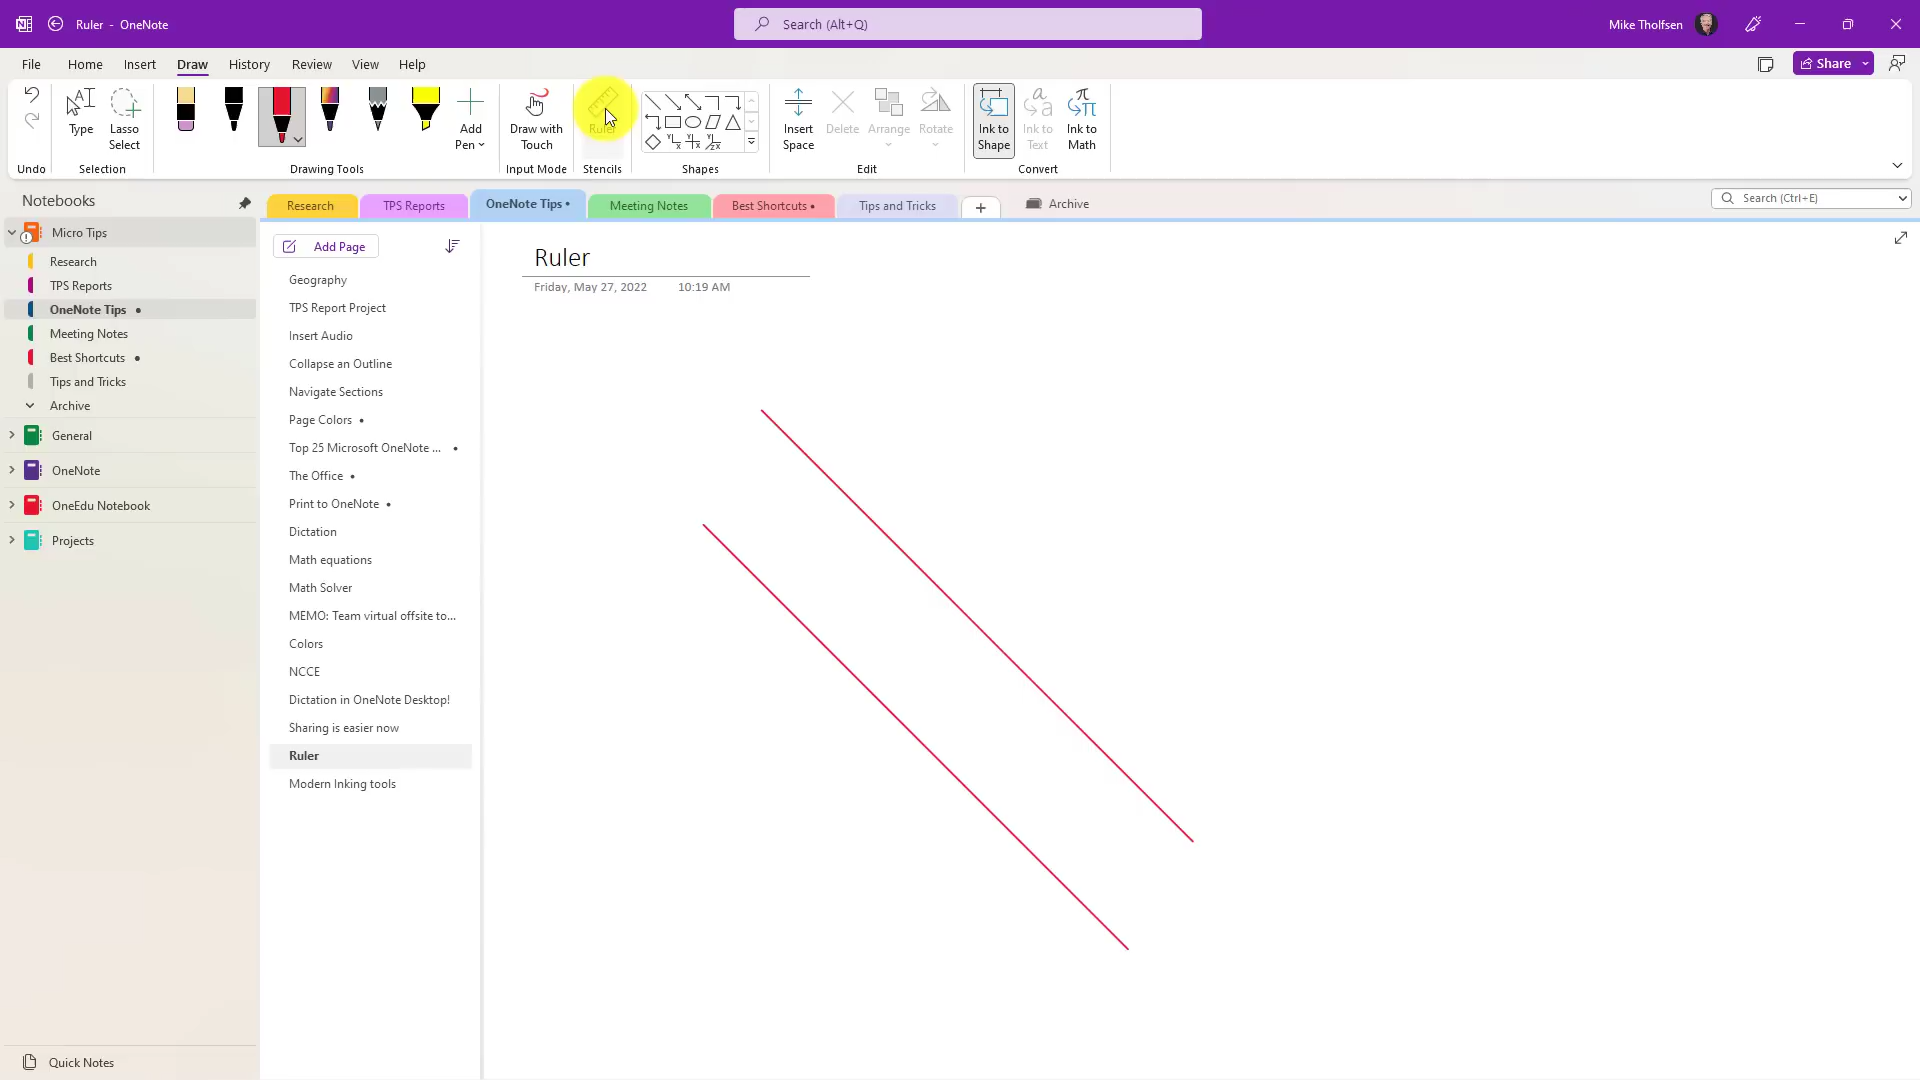 Ruler - OneNote
Search (Alt+Q)
Mike Tholfsen
File
Home
Insert
Draw
History
Review
View
Help
Share
Type
Lasso
Select
Add
Pen
Draw with
Touch
Ruler
Insert
Space
Delete
Arrange
Rotate
Ink to
Shape
Ink to
Text
Ink to
Math
Undo
Selection
Drawing Tools
Input Mode
Stencils
Shapes
Edit
Convert
Notebooks
Research
TPS Reports
OneNote Tips •
Meeting Notes
Best Shortcuts •
Tips and Tricks
+
Archive
Search (Ctrl+E)
Micro Tips
Research
TPS Reports
OneNote Tips •
Meeting Notes
Best Shortcuts •
Tips and Tricks
Archive
General
OneNote
OneEdu Notebook
Projects
Quick Notes
Add Page
Geography
TPS Report Project
Insert Audio
Collapse an Outline
Navigate Sections
Page Colors •
Top 25 Microsoft OneNote ... •
The Office •
Print to OneNote •
Dictation
Math equations
Math Solver
MEMO: Team virtual offsite to...
Colors
NCCE
Dictation in OneNote Desktop!
Sharing is easier now
Ruler
Modern Inking tools
Ruler
Friday, May 27, 2022 10:19 AM